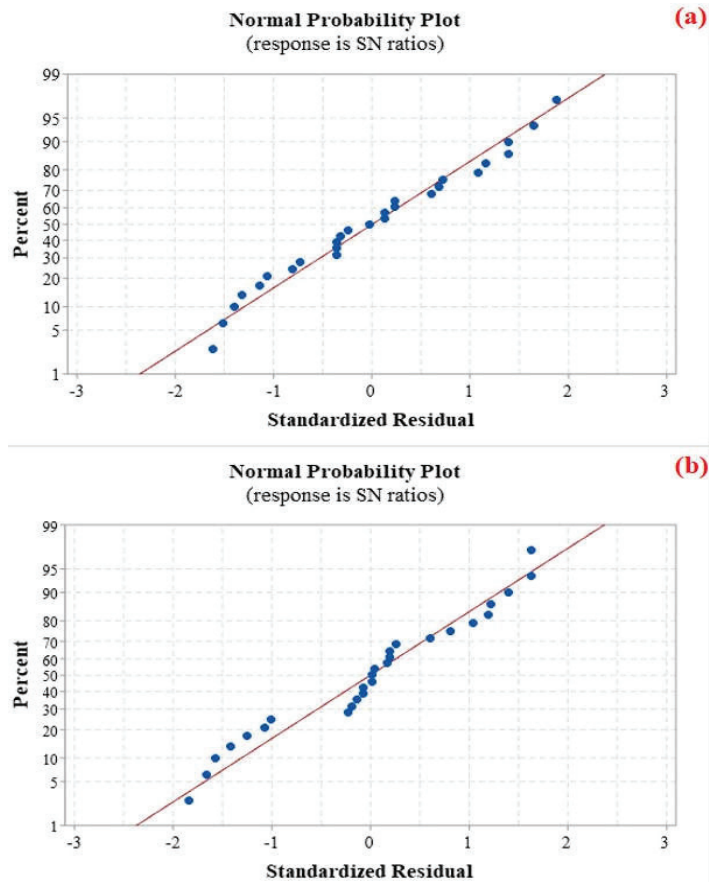 Normal Probability Plot
(a)
(response is SN ratios)
99
95
90
80
70
60
50
40
30
20
10
5
1
Percent
-3 -2 -1 0 1 2 3
Standardized Residual
Normal Probability Plot
(b)
(response is SN ratios)
99
95
90
80
70
60
50
40
30
20
10
5
1
Percent
-3 -2 -1 0 1 2 3
Standardized Residual